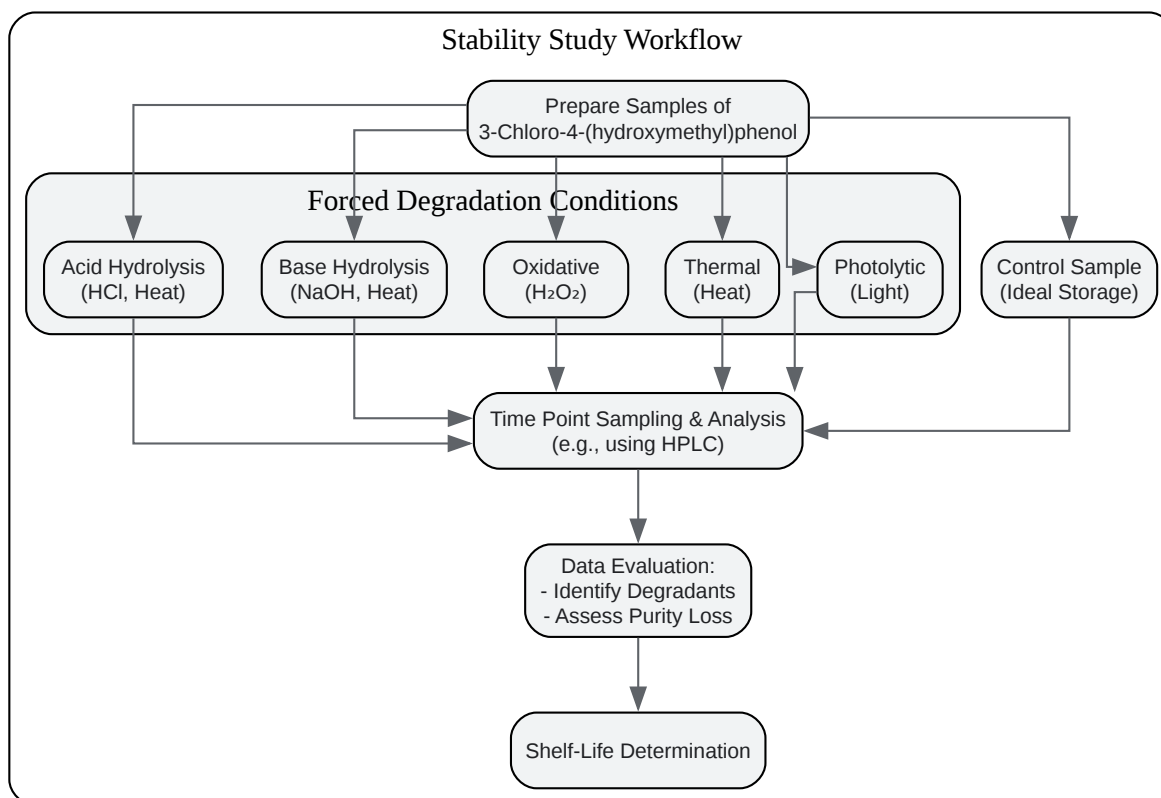 Stability Study Workflow
Prepare Samples of
3-Chloro-4-(hydroxymethyl)phenol
Forced Degradation Conditions
Acid Hydrolysis
(HCl, Heat)
Base Hydrolysis
(NaOH, Heat)
Oxidative
(H₂O₂)
Thermal
(Heat)
Photolytic
(Light)
Control Sample
(Ideal Storage)
Time Point Sampling & Analysis
(e.g., using HPLC)
Data Evaluation:
- Identify Degradants
- Assess Purity Loss
Shelf-Life Determination